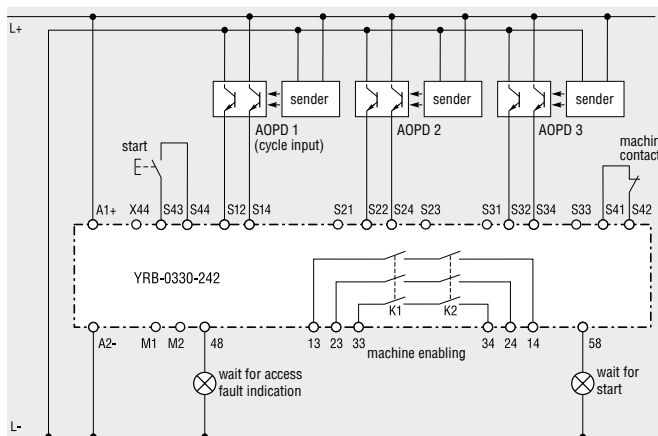 L+
sender
sender
sender
AOPD 1
(cycle input)
AOPD 2
AOPD 3
start
machin
contact
A1+ X44 S43 S44 S12 S14 S21 S22 S24 S23 S31 S32 S34 S33 S41 S42
YRB-0330-242
K1 K2
A2- M1 M2 48 13 23 33 machine enabling 34 24 14 58
wait for access
fault indication
wait for
start
L-